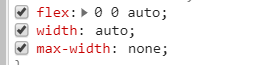 flex: 0 0 auto;
width: auto;
max-width: none;
}